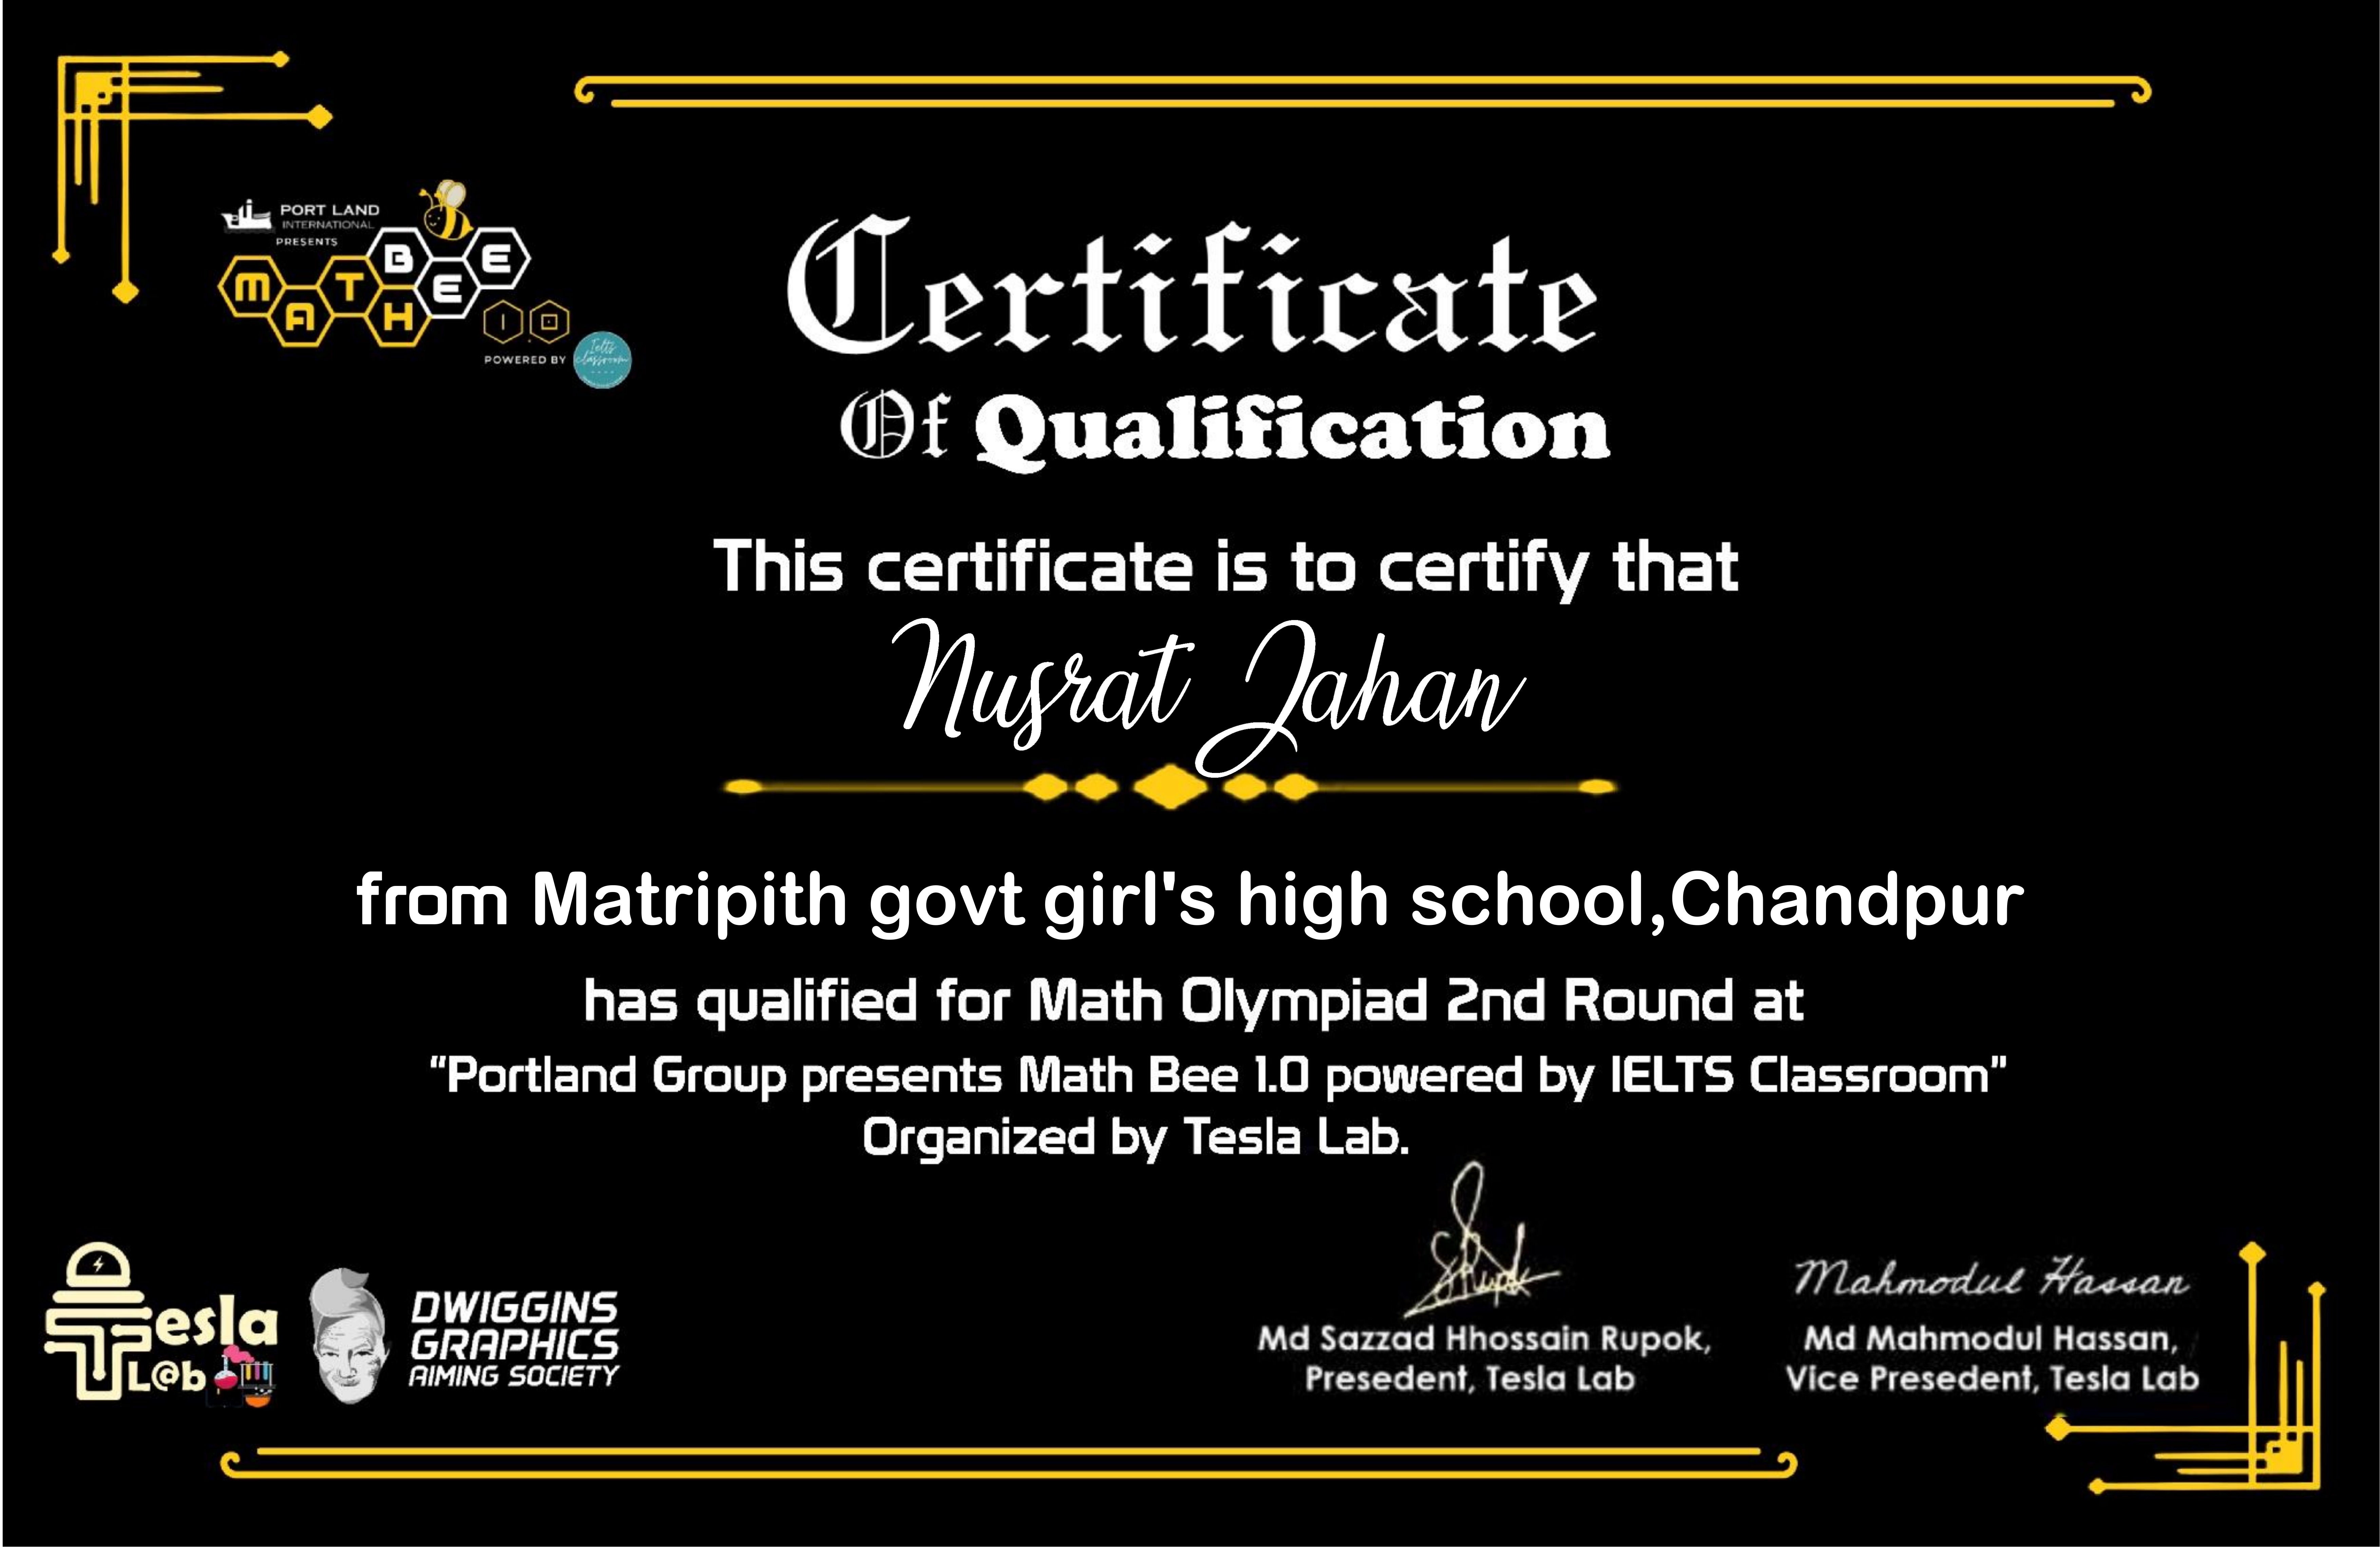 PORT LAND
INTERNATIONAL
PRESENTS
MATH BEE
1.0
POWERED BY
Ielts classroom
Certificate
Of Qualification
This certificate is to certify that
Nusrat Jahan
from Matripith govt girl's high school,Chandpur
has qualified for Math Olympiad 2nd Round at
“Portland Group presents Math Bee 1.0 powered by IELTS Classroom”
Organized by Tesla Lab.
Tesla
L@b
DWIGGINS
GRAPHICS
AIMING SOCIETY
Mahmodul Hassan
Md Sazzad Hhossain Rupok,
Presedent, Tesla Lab
Md Mahmodul Hassan,
Vice Presedent, Tesla Lab